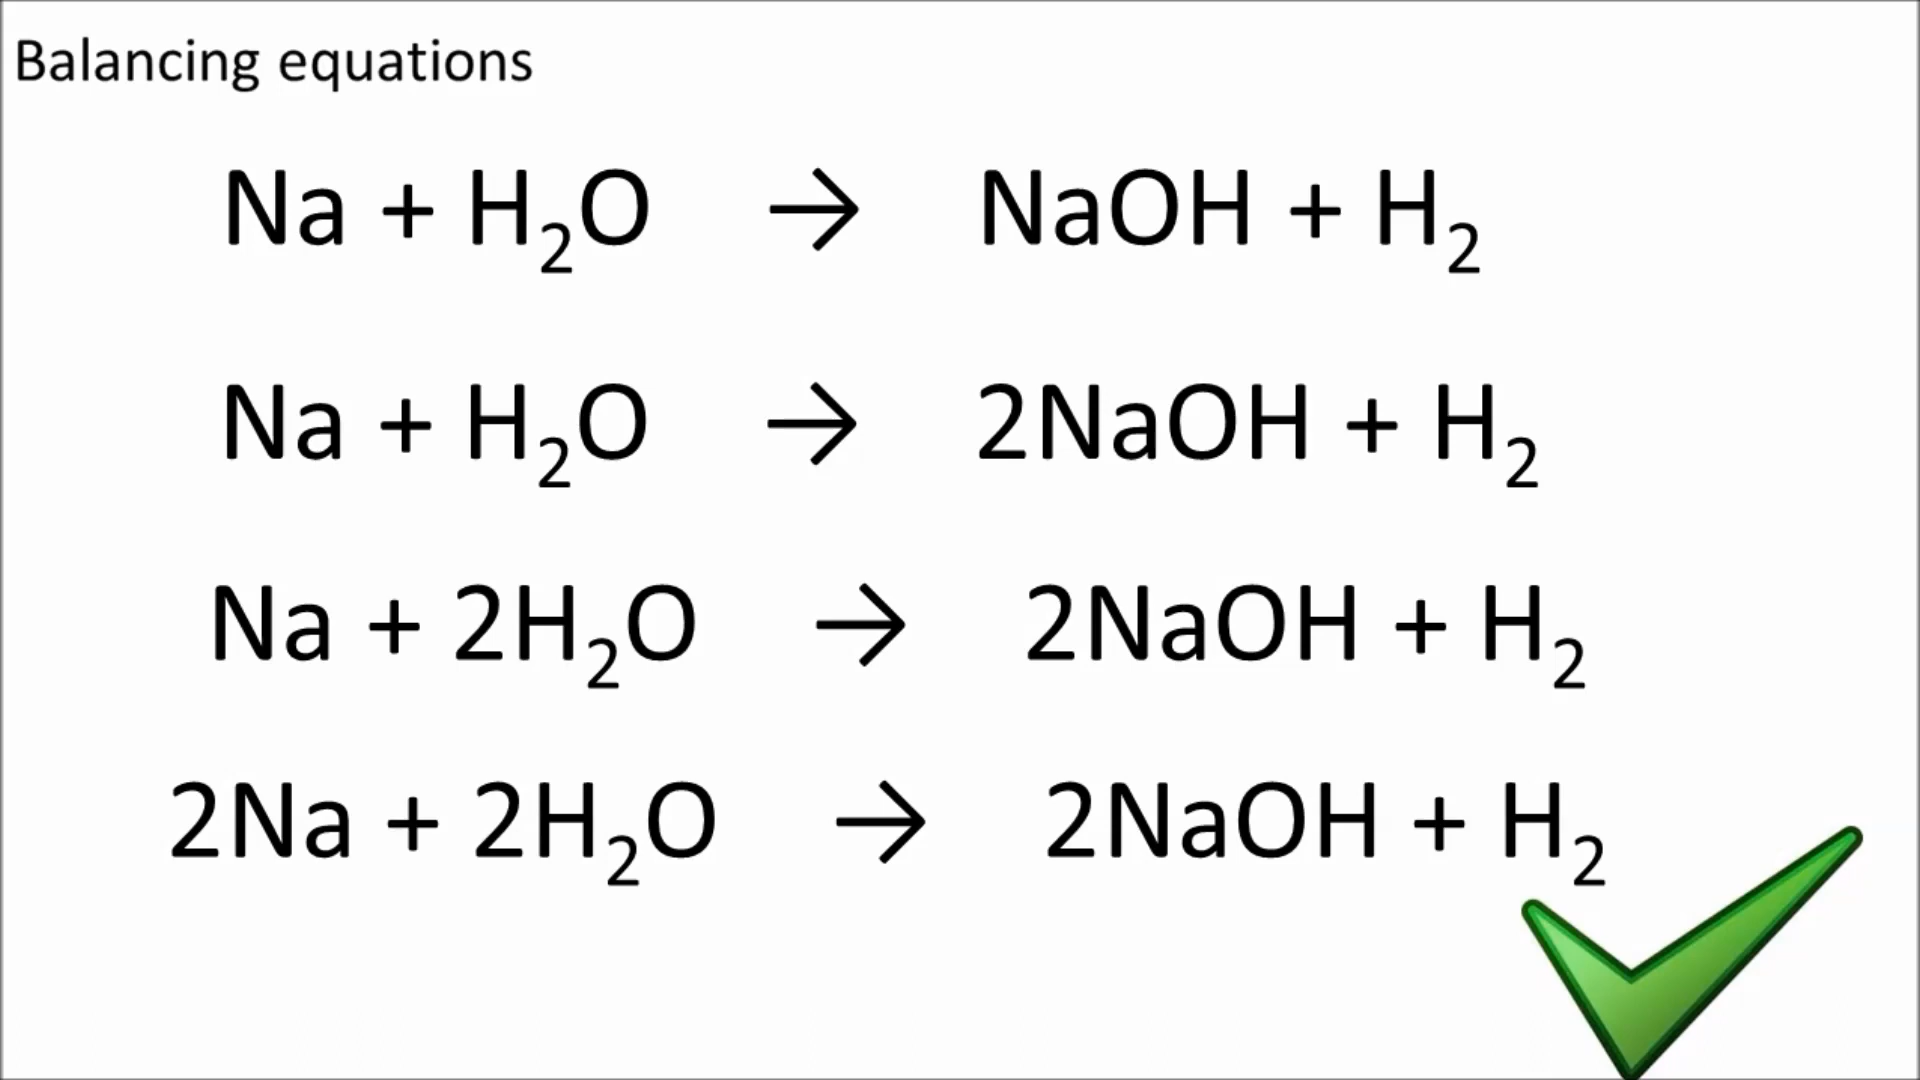 Balancing equations
Na + H₂O → NaOH + H₂
Na + H₂O → 2NaOH + H₂
Na + 2H₂O → 2NaOH + H₂
2Na + 2H₂O → 2NaOH + H₂